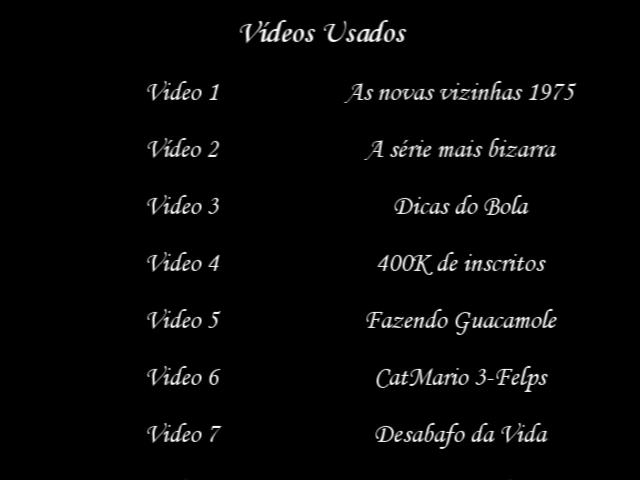 Vídeos Usados
Video 1 As novas vizinhas 1975
Vídeo 2 A série mais bizarra
Video 3 Dicas do Bola
Video 4 400K de inscritos
Video 5 Fazendo Guacamole
Video 6 CatMario 3-Felps
Video 7 Desabafo da Vida